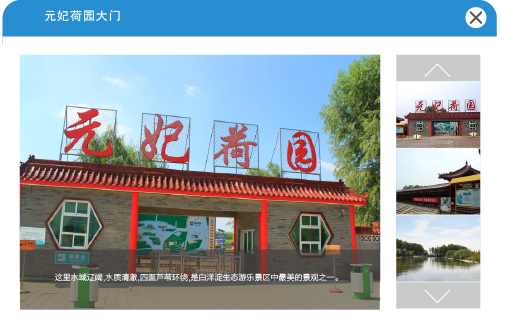 元妃荷园大门
元妃荷园
这里水域辽阔,水质清澈,四面芦苇环绕,是白洋淀生态游乐景区中最美的景观之一。
元妃荷园